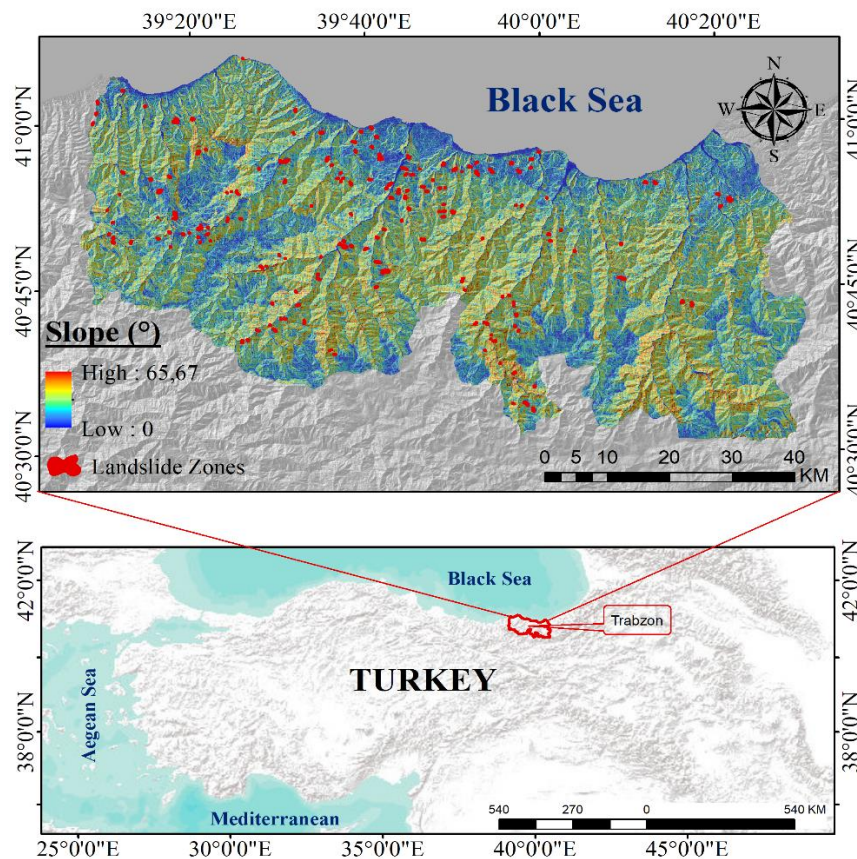 39°20'0"E 39°40'0"E 40°0'0"E 40°20'0"E
Black Sea
N
W E
S
41°0'0"N
41°0'0"N
40°45'0"N
40°45'0"N
Slope (°)
High : 65,67
Low : 0
Landslide Zones
40°30'0"N
40°30'0"N
0 5 10 20 30 40
KM
42°0'0"N
42°0'0"N
Black Sea
Trabzon
TURKEY
Aegean Sea
38°0'0"N
38°0'0"N
Mediterranean
540 270 0 540 KM
25°0'0"E 30°0'0"E 35°0'0"E 40°0'0"E 45°0'0"E